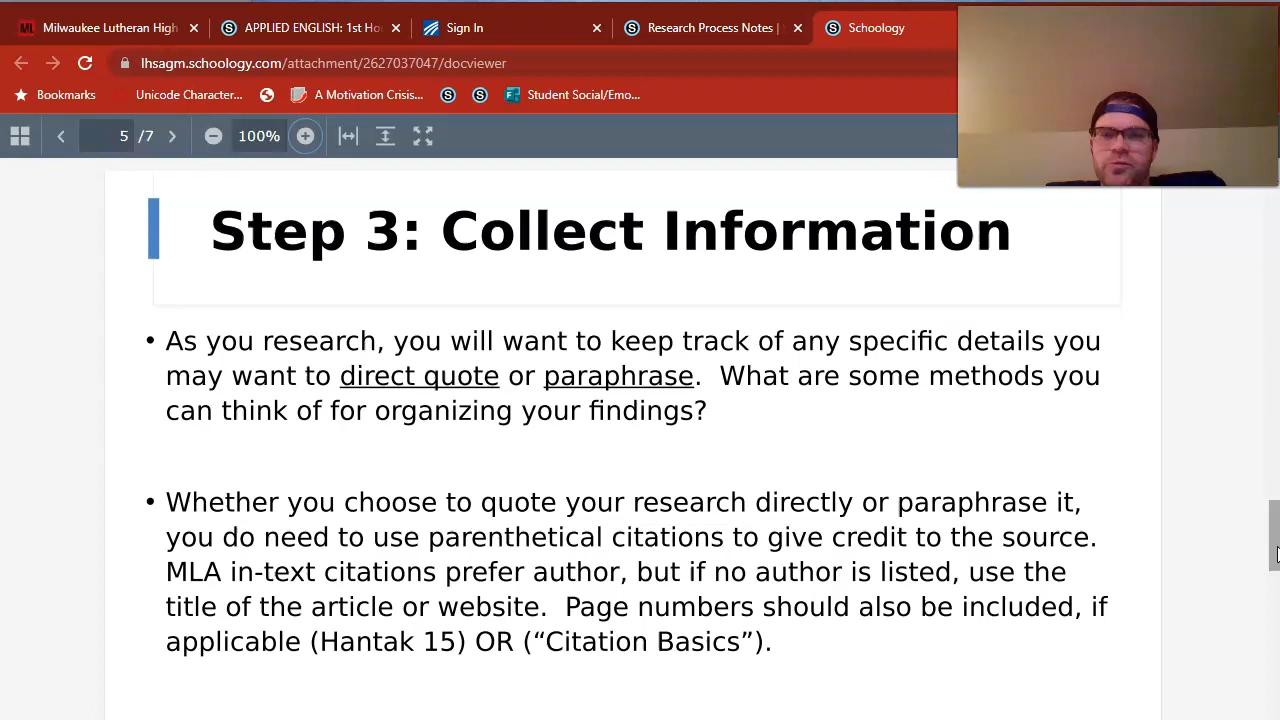 Milwaukee Lutheran High
APPLIED ENGLISH: 1st Ho
Sign In
Research Process Notes |
Schoology
lhsagm.schoology.com/attachment/2627037047/docviewer
Bookmarks
Unicode Character...
A Motivation Crisis...
Student Social/Emo...
5 /7
100%
Step 3: Collect Information
• As you research, you will want to keep track of any specific details you
may want to direct quote or paraphrase. What are some methods you
can think of for organizing your findings?
• Whether you choose to quote your research directly or paraphrase it,
you do need to use parenthetical citations to give credit to the source.
MLA in-text citations prefer author, but if no author is listed, use the
title of the article or website. Page numbers should also be included, if
applicable (Hantak 15) OR (“Citation Basics”).